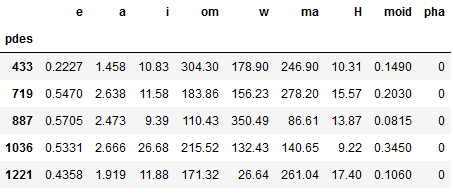 e a i om w ma H moid pha
pdes
433 0.2227 1.458 10.83 304.30 178.90 246.90 10.31 0.1490 0
719 0.5470 2.638 11.58 183.86 156.23 278.20 15.57 0.2030 0
887 0.5705 2.473 9.39 110.43 350.49 86.61 13.87 0.0815 0
1036 0.5331 2.666 26.68 215.52 132.43 140.65 9.22 0.3450 0
1221 0.4358 1.919 11.88 171.32 26.64 261.04 17.40 0.1060 0